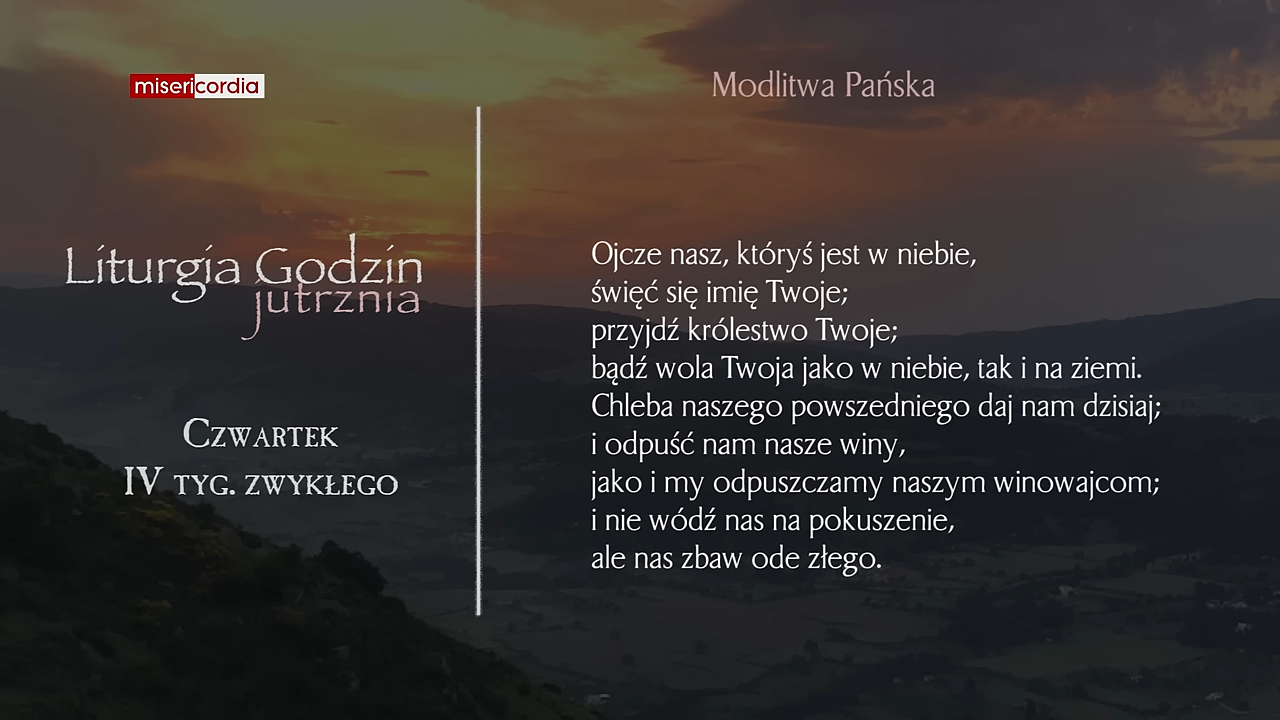 misericordia
Liturgia Godzin
jutrznia
Czwartek
IV tyg. zwykłego
Modlitwa Pańska
Ojcze nasz, któryś jest w niebie,
święć się imię Twoje;
przyjdź królestwo Twoje;
bądź wola Twoja jako w niebie, tak i na ziemi.
Chleba naszego powszedniego daj nam dzisiaj;
i odpuść nam nasze winy,
jako i my odpuszczamy naszym winowajcom;
i nie wódź nas na pokuszenie,
ale nas zbaw ode złego.